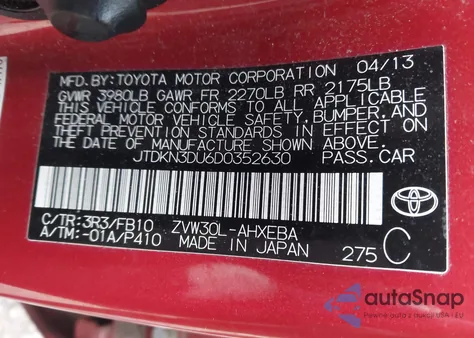 MFD.BY:TOYOTA MOTOR CORPORATION 04/13
GVWR 3980LB GAWR FR 2270LB RR 2175LB
THIS VEHICLE CONFORMS TO ALL APPLICABLE
FEDERAL MOTOR VEHICLE SAFETY,BUMPER,AND
THEFT PREVENTION STANDARDS IN EFFECT ON
THE DATE OF MANUFACTURE SHOWN ABOVE.
JTDKN3DU6D0352630 PASS.CAR
C/TR:3R3/FB10 ZVW30L-AHXEBA
A/TM:-01A/P410 MADE IN JAPAN 275 C
TOYOTA
autoSnap